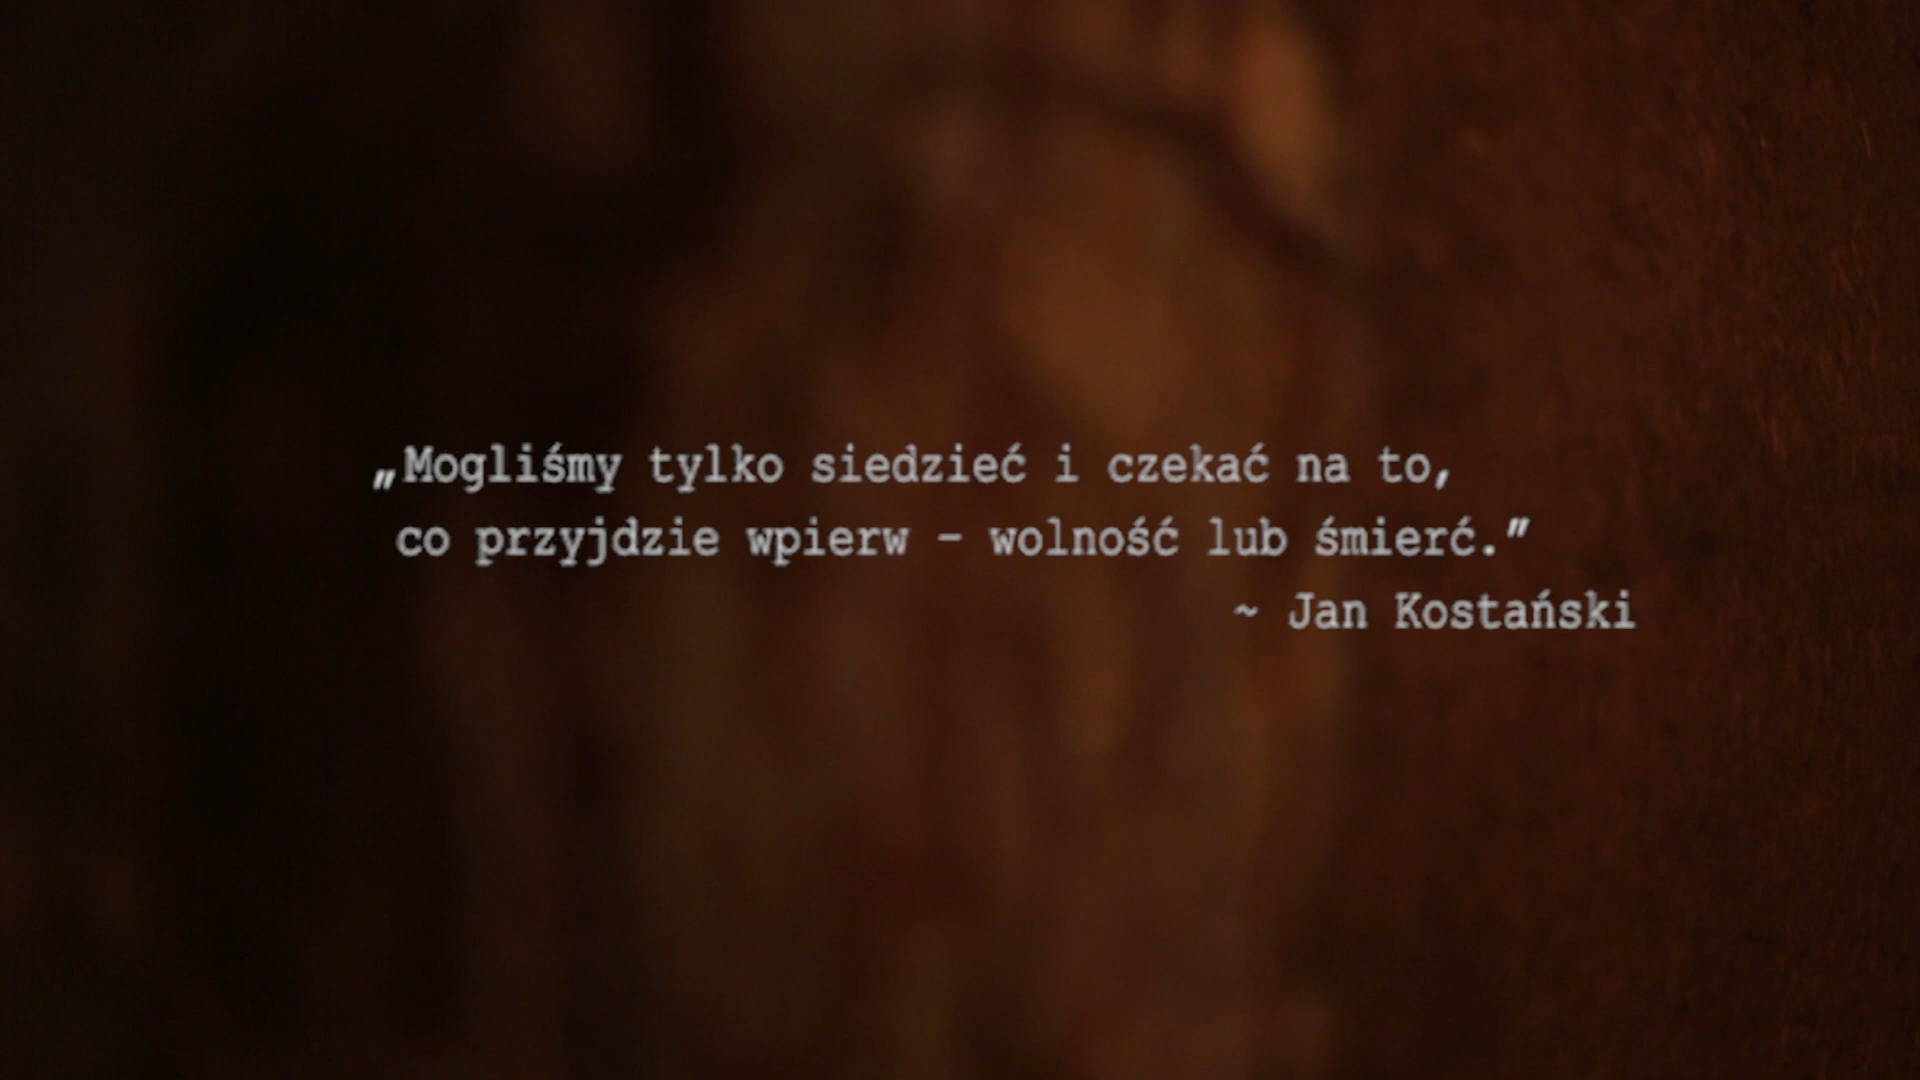 „Mogliśmy tylko siedzieć i czekać na to,
co przyjdzie wpierw – wolność lub śmierć.”
~ Jan Kostański